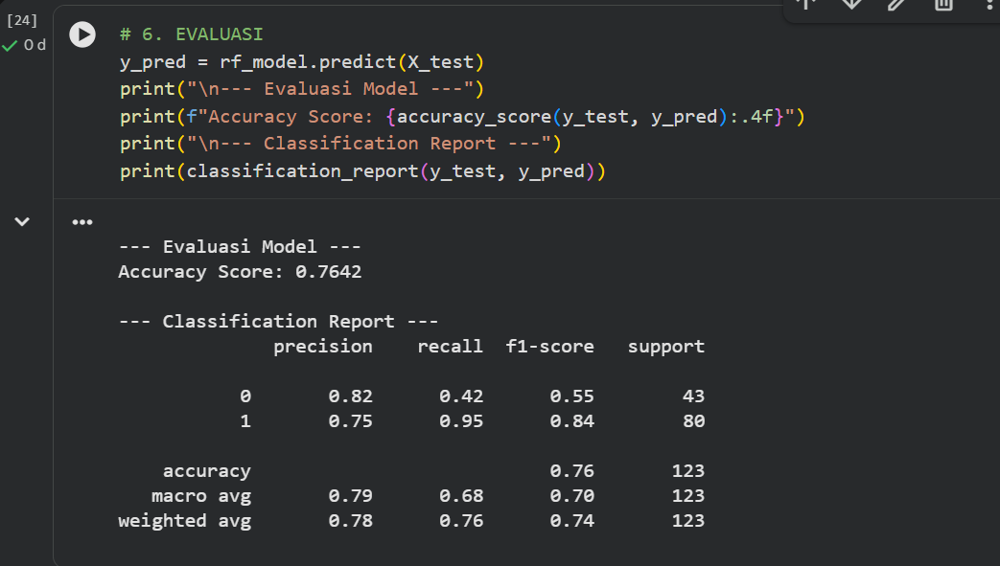 [24]
0 d
# 6. EVALUASI
y_pred = rf_model.predict(X_test)
print("\n--- Evaluasi Model ---")
print(f"Accuracy Score: {accuracy_score(y_test, y_pred):.4f}")
print("\n--- Classification Report ---")
print(classification_report(y_test, y_pred))
--- Evaluasi Model ---
Accuracy Score: 0.7642
--- Classification Report ---
precision recall f1-score support
0 0.82 0.42 0.55 43
1 0.75 0.95 0.84 80
accuracy 0.76 123
macro avg 0.79 0.68 0.70 123
weighted avg 0.78 0.76 0.74 123